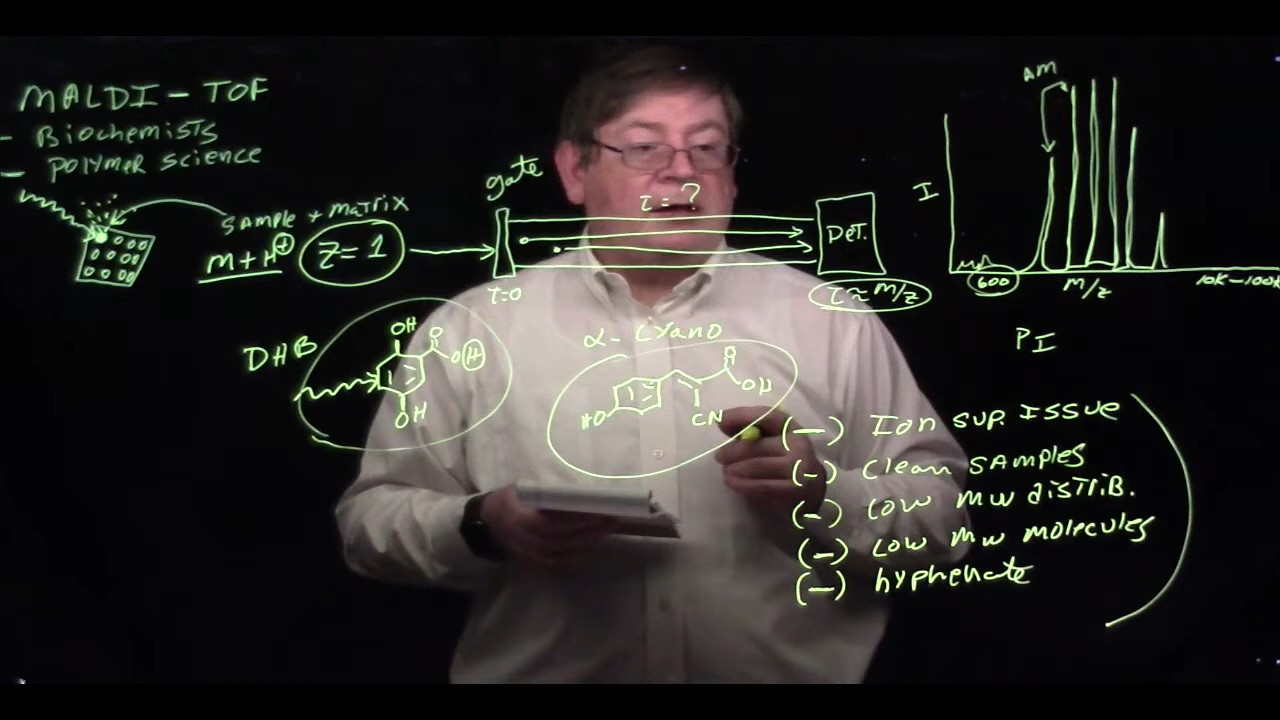 MALDI - TOF
- Biochemists
- Polymer science
sample + matrix
m+H⊕
z=1
gate
τ=0
τ=?
DET.
τ≈m/z
ΔM
I
600
m/z
10K-100K
DHB
OH
O
OH
OH
α-cyano
O
OH
CN
HO
PI
(-) Ion sup. Issue
(-) clean samples
(-) low mw distrib.
(-) low mw molecules
(-) hyphenate